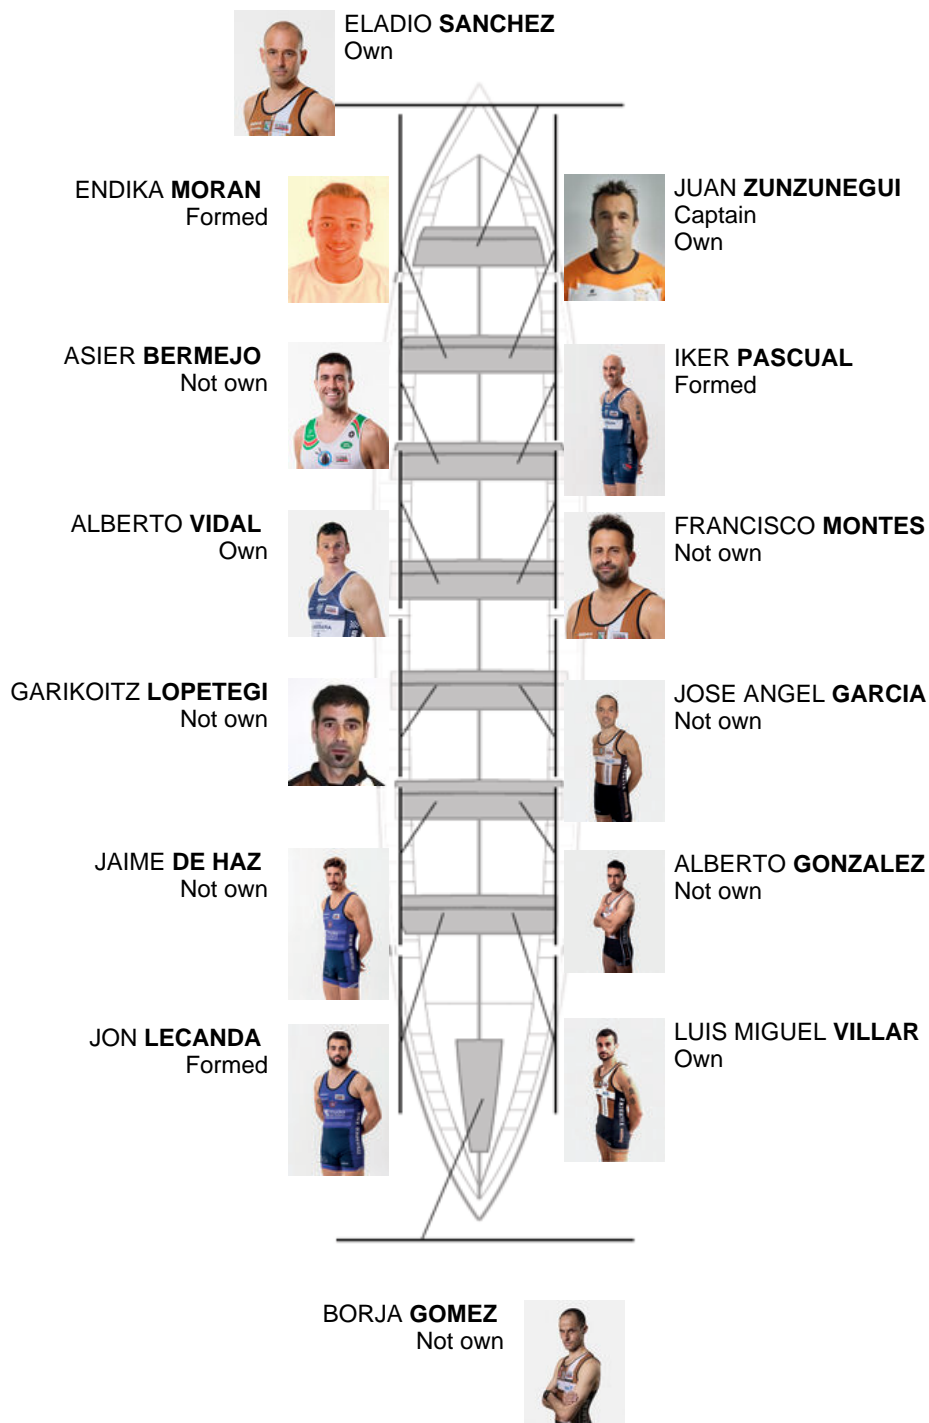 ELADIO SANCHEZ
Own
ENDIKA MORAN
Formed
JUAN ZUNZUNEGUI
Captain
Own
ASIER BERMEJO
Not own
IKER PASCUAL
Formed
ALBERTO VIDAL
Own
FRANCISCO MONTES
Not own
GARIKOITZ LOPETEGI
Not own
JOSE ANGEL GARCIA
Not own
JAIME DE HAZ
Not own
ALBERTO GONZALEZ
Not own
JON LECANDA
Formed
LUIS MIGUEL VILLAR
Own
BORJA GOMEZ
Not own